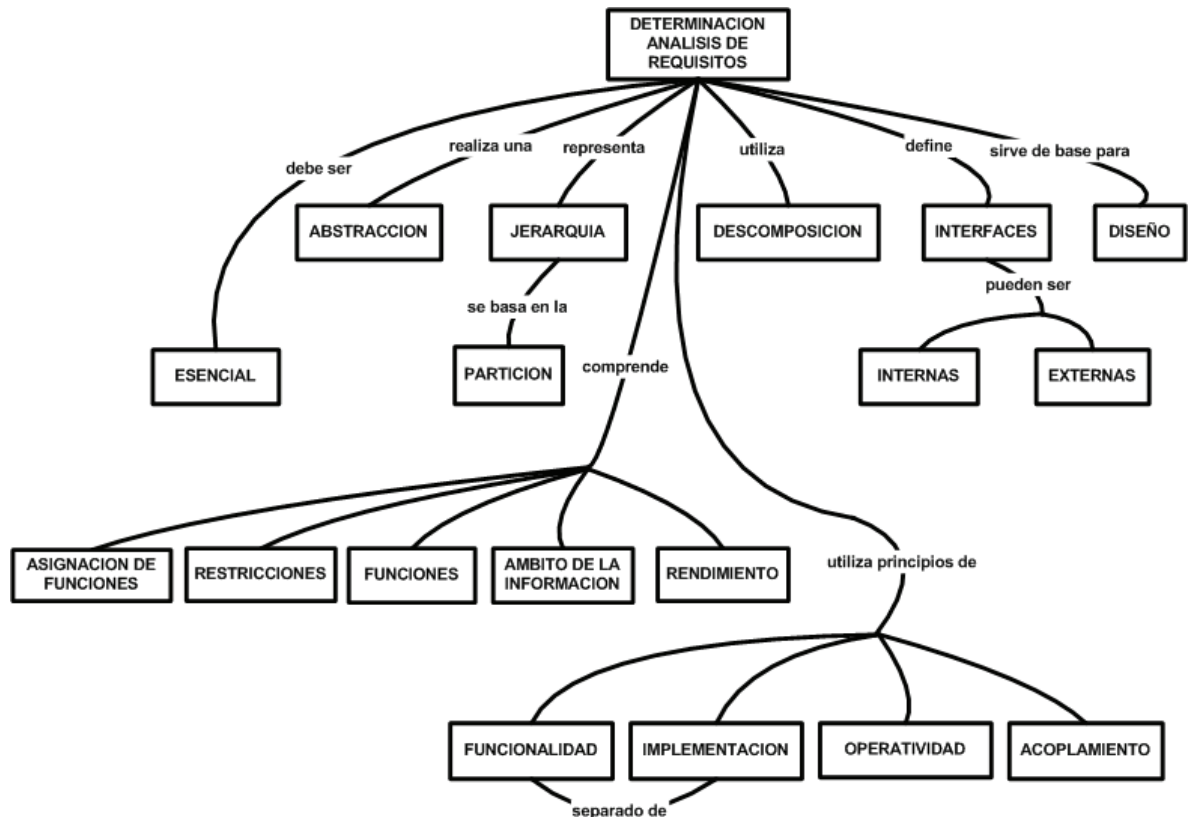 DETERMINACION
ANALISIS DE
REQUISITOS
debe ser
realiza una
representa
utiliza
define
sirve de base para
ABSTRACCION
JERARQUIA
DESCOMPOSICION
INTERFACES
DISEÑO
se basa en la
pueden ser
ESENCIAL
PARTICION
comprende
INTERNAS
EXTERNAS
ASIGNACION DE
FUNCIONES
RESTRICCIONES
FUNCIONES
AMBITO DE LA
INFORMACION
RENDIMIENTO
utiliza principios de
FUNCIONALIDAD
IMPLEMENTACION
OPERATIVIDAD
ACOPLAMIENTO
separado de